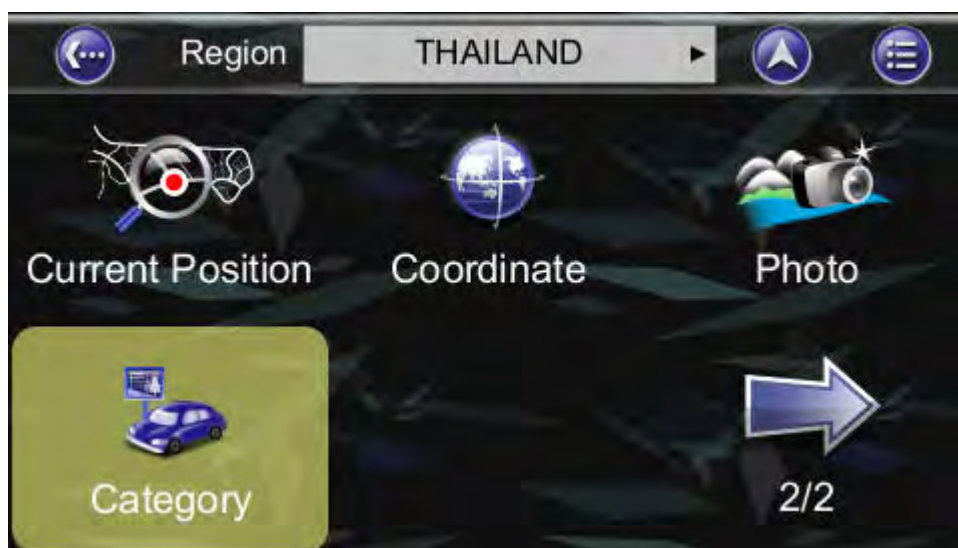 Region THAILAND
Current Position Coordinate Photo
Category 2/2